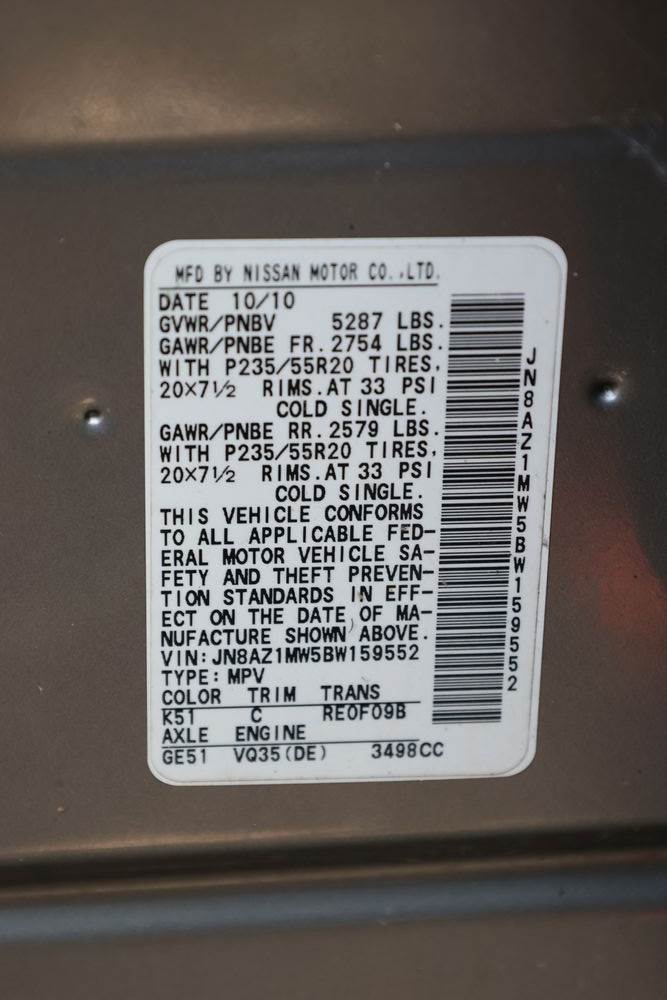 MFD BY NISSAN MOTOR CO.,LTD.
DATE 10/10
GVWR/PNBV 5287 LBS.
GAWR/PNBE FR. 2754 LBS.
WITH P235/55R20 TIRES,
20×7½ RIMS. AT 33 PSI
COLD SINGLE.
GAWR/PNBE RR. 2579 LBS.
WITH P235/55R20 TIRES,
20×7½ RIMS. AT 33 PSI
COLD SINGLE.
THIS VEHICLE CONFORMS
TO ALL APPLICABLE FED-
ERAL MOTOR VEHICLE SA-
FETY AND THEFT PREVEN-
TION STANDARDS IN EFF-
ECT ON THE DATE OF MA-
NUFACTURE SHOWN ABOVE.
VIN: JN8AZ1MW5BW159552
TYPE: MPV
COLOR TRIM TRANS
K51 C RE0F09B
AXLE ENGINE
GE51 VQ35(DE) 3498CC
JN8AZ1MW5BW159552